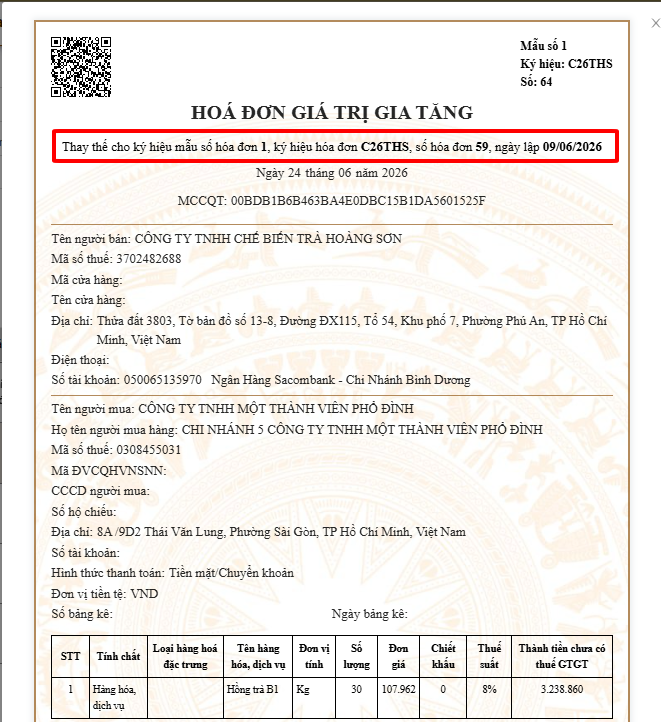 Mẫu số 1
Ký hiệu: C26THS
Số: 64
HOÁ ĐƠN GIÁ TRỊ GIA TĂNG
Thay thế cho ký hiệu mẫu số hóa đơn 1, ký hiệu hóa đơn C26THS, số hóa đơn 59, ngày lập 09/06/2026
Ngày 24 tháng 06 năm 2026
MCCQT: 00BDB1B6B463BA4E0DBC15B1DA5601525F
Tên người bán: CÔNG TY TNHH CHẾ BIẾN TRÀ HOÀNG SƠN
Mã số thuế: 3702482688
Mã cửa hàng:
Tên cửa hàng:
Địa chỉ: Thửa đất 3803, Tờ bản đồ số 13-8, Đường ĐX115, Tổ 54, Khu phố 7, Phường Phú An, TP Hồ Chí
Minh, Việt Nam
Điện thoại:
Số tài khoản: 050065135970 Ngân Hàng Sacombank - Chi Nhánh Bình Dương
Tên người mua: CÔNG TY TNHH MỘT THÀNH VIÊN PHỐ ĐÌNH
Họ tên người mua hàng: CHI NHÁNH 5 CÔNG TY TNHH MỘT THÀNH VIÊN PHỐ ĐÌNH
Mã số thuế: 0308455031
Mã ĐVCQHVNSNN:
CCCD người mua:
Số hộ chiếu:
Địa chỉ: 8A /9D2 Thái Văn Lung, Phường Sài Gòn, TP Hồ Chí Minh, Việt Nam
Số tài khoản:
Hình thức thanh toán: Tiền mặt/Chuyển khoản
Đơn vị tiền tệ: VND
Số bảng kê: Ngày bảng kê:
STT Tính chất Loại hàng hoá đặc trưng Tên hàng hóa, dịch vụ Đơn vị tính Số lượng Đơn giá Chiết khấu Thuế suất Thành tiền chưa có thuế GTGT
1 Hàng hóa, dịch vụ Hồng trà B1 Kg 30 107.962 0 8% 3.238.860